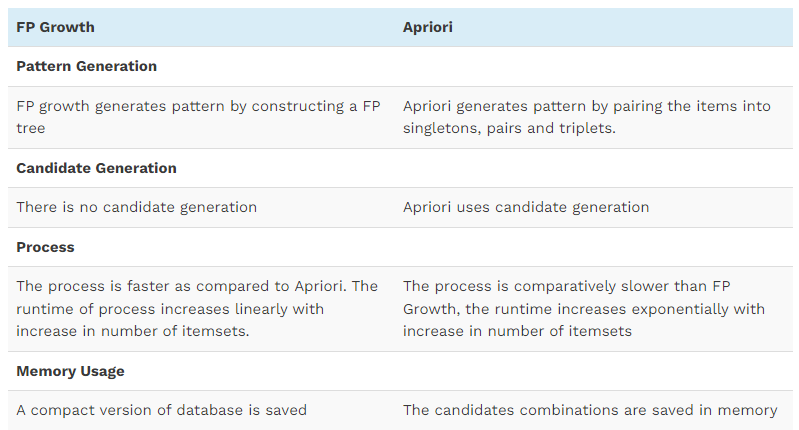 FP Growth
Apriori
Pattern Generation
FP growth generates pattern by constructing a FP
tree
Apriori generates pattern by pairing the items into
singletons, pairs and triplets.
Candidate Generation
There is no candidate generation
Apriori uses candidate generation
Process
The process is faster as compared to Apriori. The
runtime of process increases linearly with
increase in number of itemsets.
The process is comparatively slower than FP
Growth, the runtime increases exponentially with
increase in number of itemsets
Memory Usage
A compact version of database is saved
The candidates combinations are saved in memory